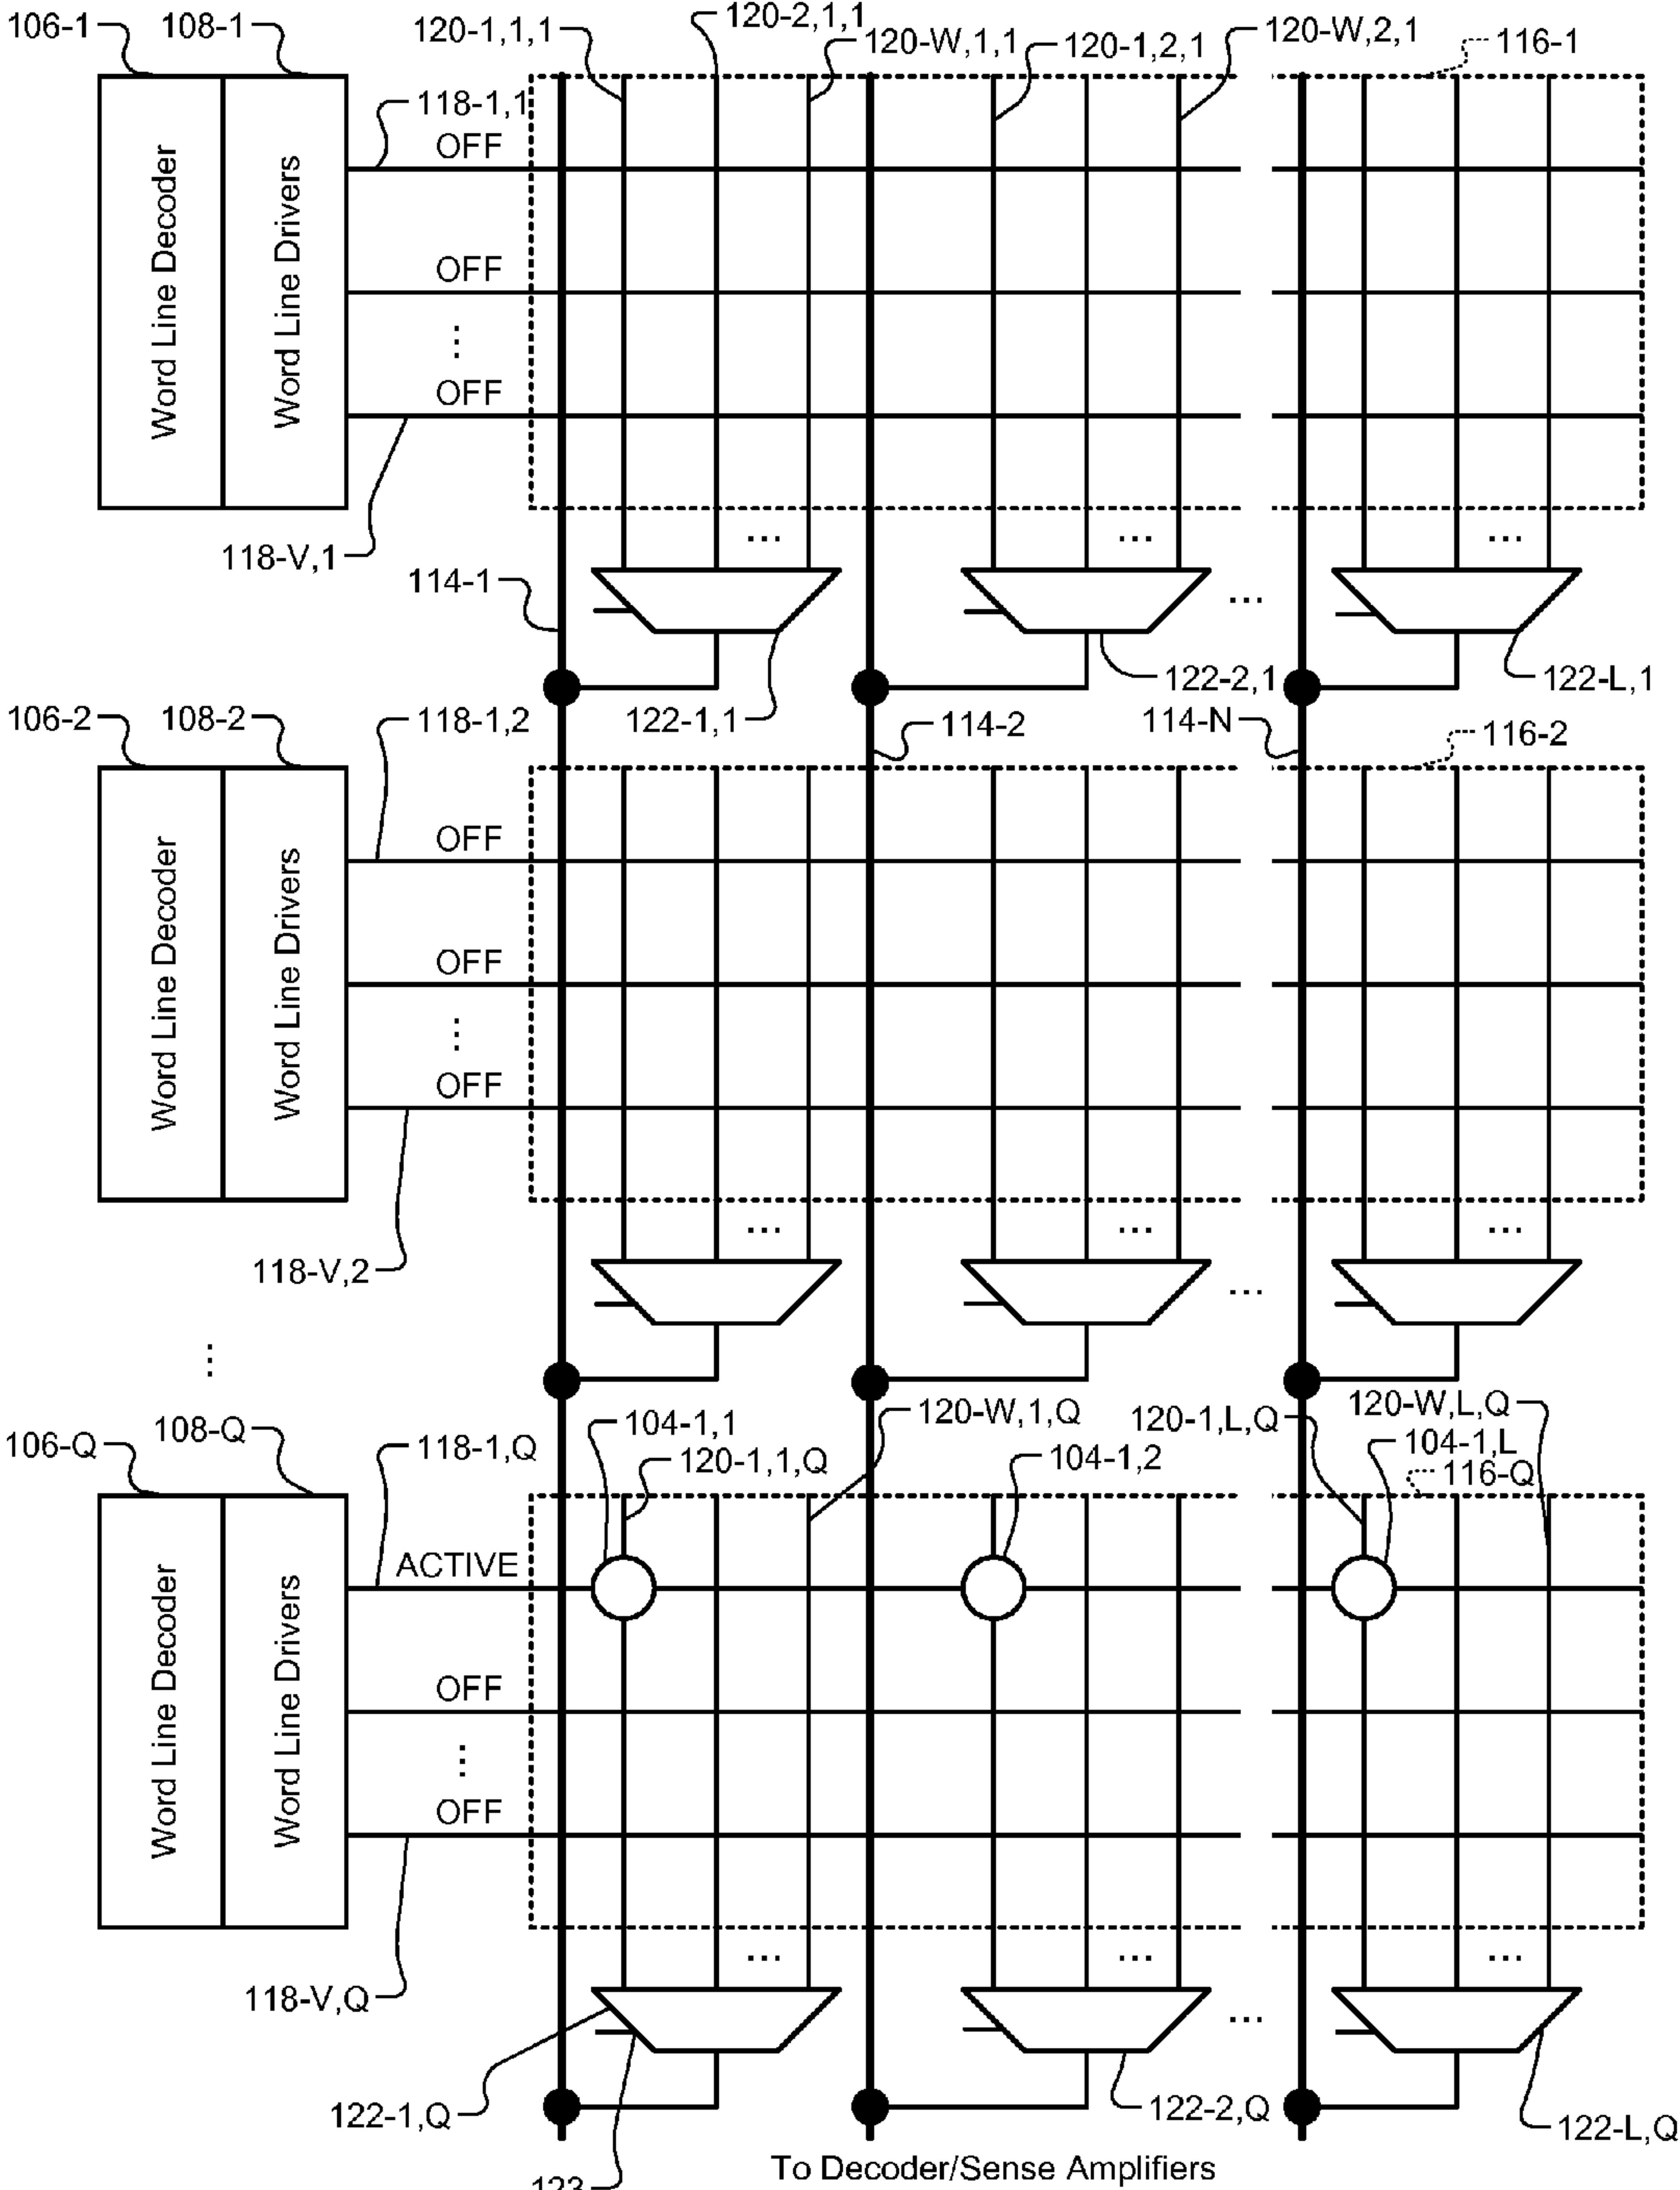 106-1 108-1 120-1,1,1 120-2,1,1 120-W,1,1 120-1,2,1 120-W,2,1 116-1
Word Line Decoder
Word Line Drivers
118-1,1
OFF
OFF
⋮
OFF
118-V,1
... ... ...
114-1
...
122-1,1 122-2,1 122-L,1
106-2 108-2 118-1,2 114-2 114-N 116-2
Word Line Decoder
Word Line Drivers
OFF
OFF
⋮
OFF
118-V,2
... ... ...
...
⋮
106-Q 108-Q 118-1,Q 104-1,1 120-1,1,Q 120-W,1,Q 104-1,2 120-1,L,Q 120-W,L,Q 104-1,L 116-Q
Word Line Decoder
Word Line Drivers
ACTIVE
OFF
⋮
OFF
118-V,Q
... ... ...
...
122-1,Q 122-2,Q 122-L,Q
123
To Decoder/Sense Amplifiers